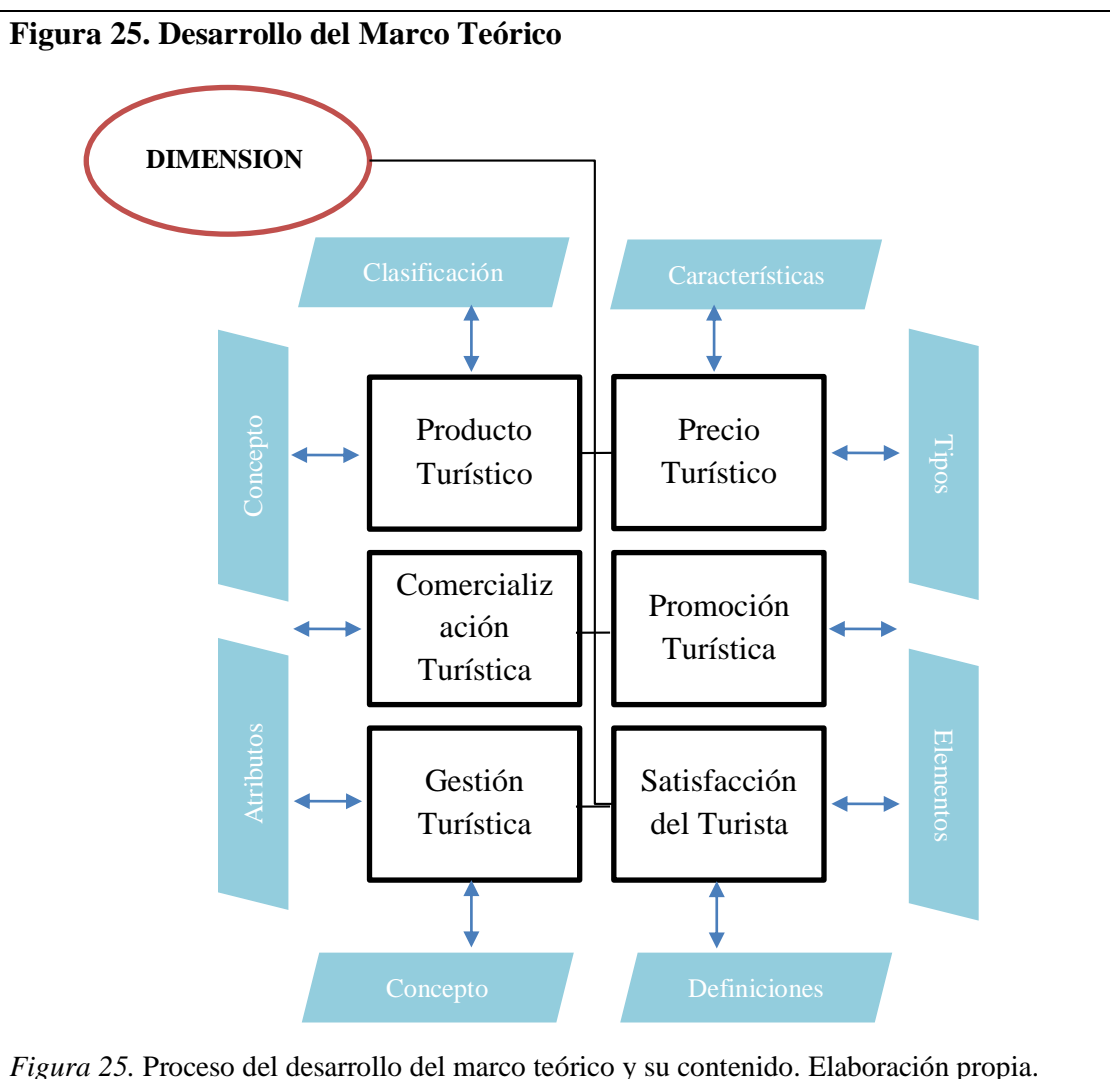 Figura 25. Desarrollo del Marco Teórico
DIMENSION
Clasificación
Características
Concepto
Producto
Turístico
Precio
Turístico
Tipos
Comercializ
ación
Turística
Promoción
Turística
Atributos
Gestión
Turística
Satisfacción
del Turista
Elementos
Concepto
Definiciones
Figura 25. Proceso del desarrollo del marco teórico y su contenido. Elaboración propia.